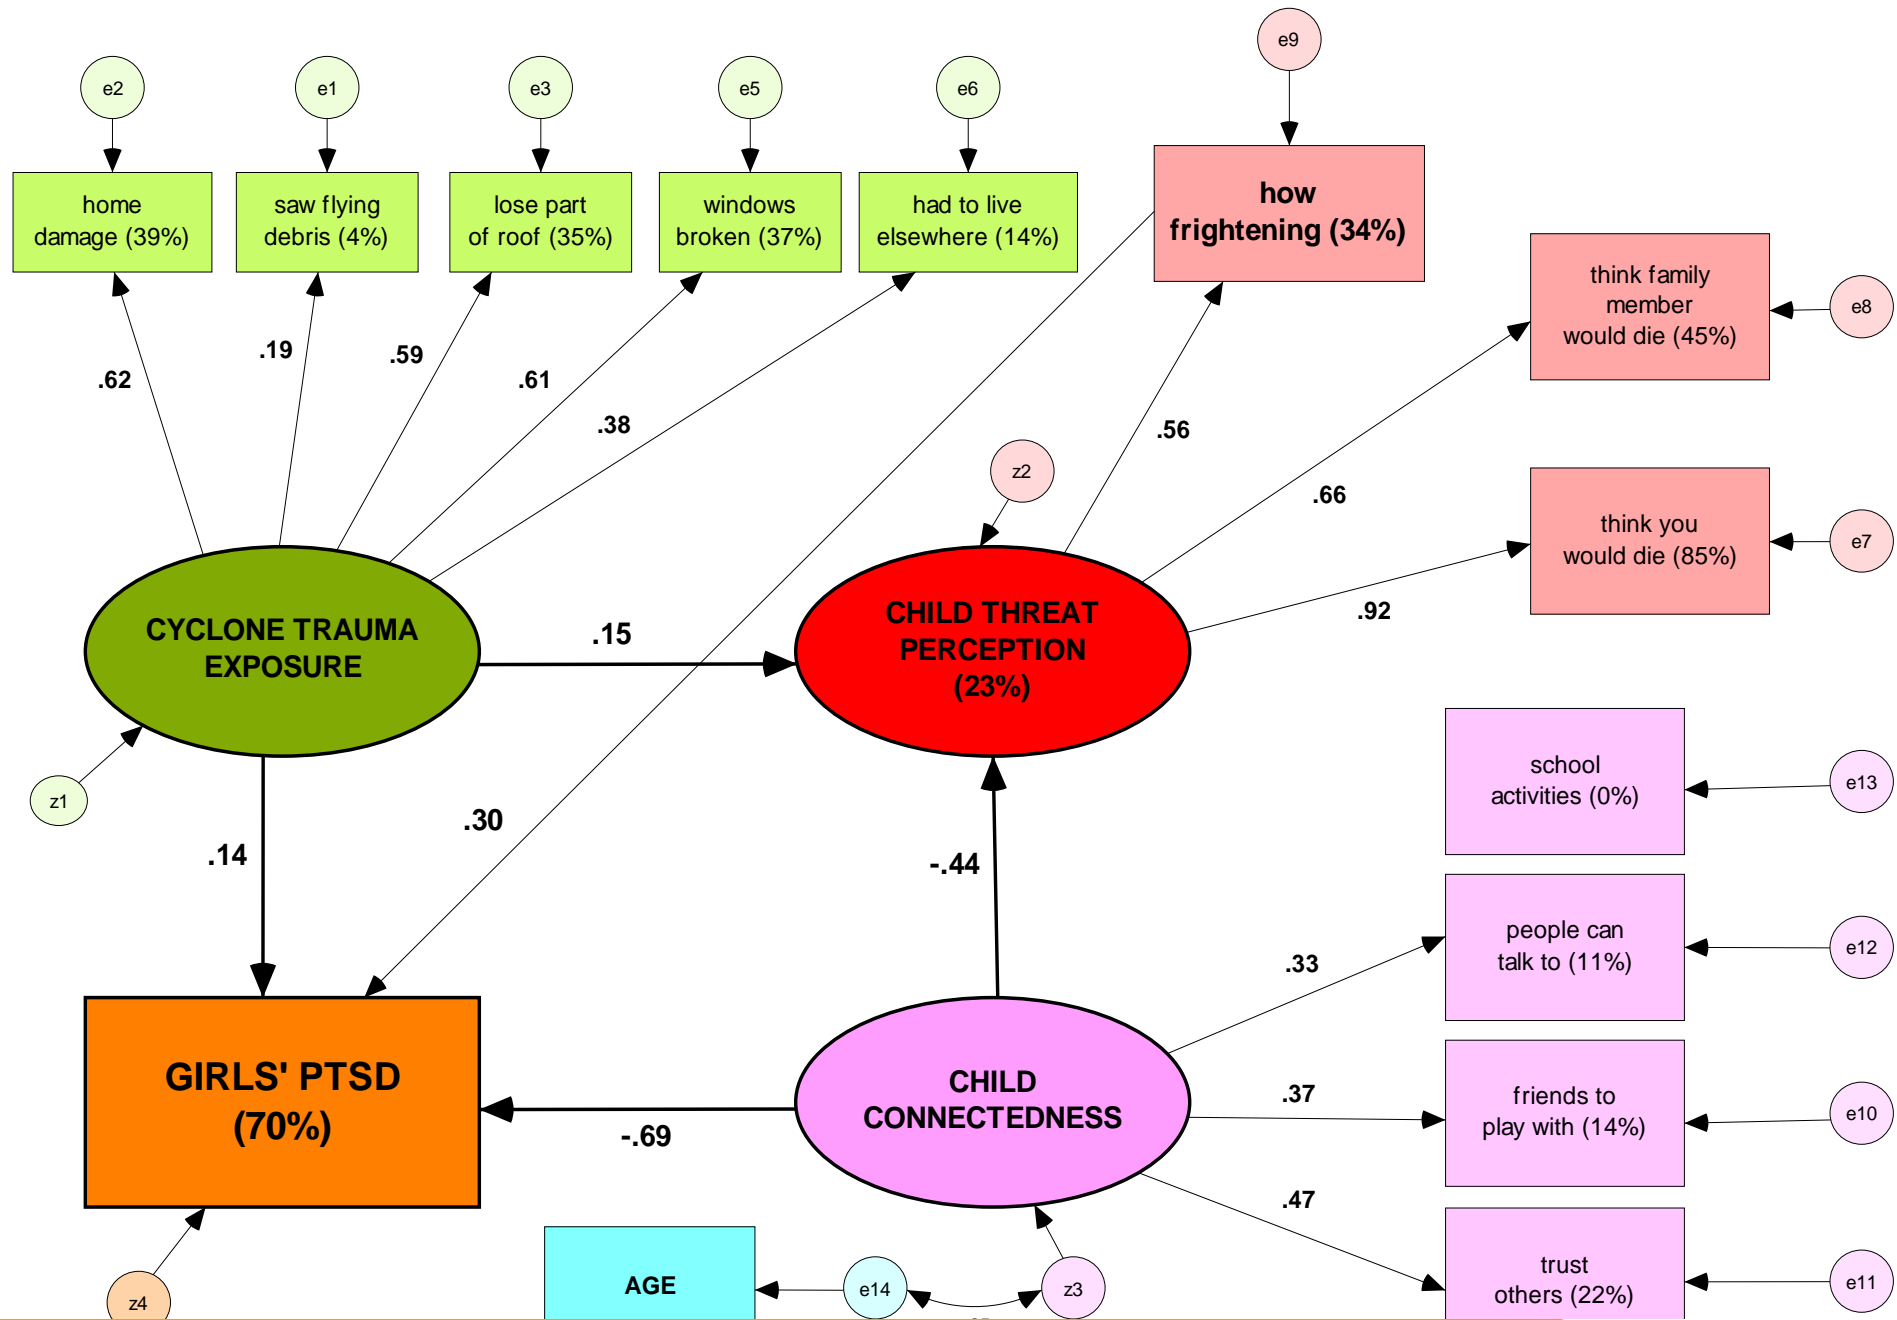 e9
e2
e1
e3
e5
e6
home
damage (39%)
saw flying
debris (4%)
lose part
of roof (35%)
windows
broken (37%)
had to live
elsewhere (14%)
how
frightening (34%)
think family
member
would die (45%)
e8
.62
.19
.59
.61
.38
.56
.66
z2
think you
would die (85%)
e7
.92
CYCLONE TRAUMA
EXPOSURE
.15
CHILD THREAT
PERCEPTION
(23%)
z1
.14
.30
-.44
school
activities (0%)
e13
people can
talk to (11%)
e12
.33
GIRLS' PTSD
(70%)
-.69
CHILD
CONNECTEDNESS
.37
friends to
play with (14%)
e10
.47
trust
others (22%)
e11
z4
AGE
e14
z3